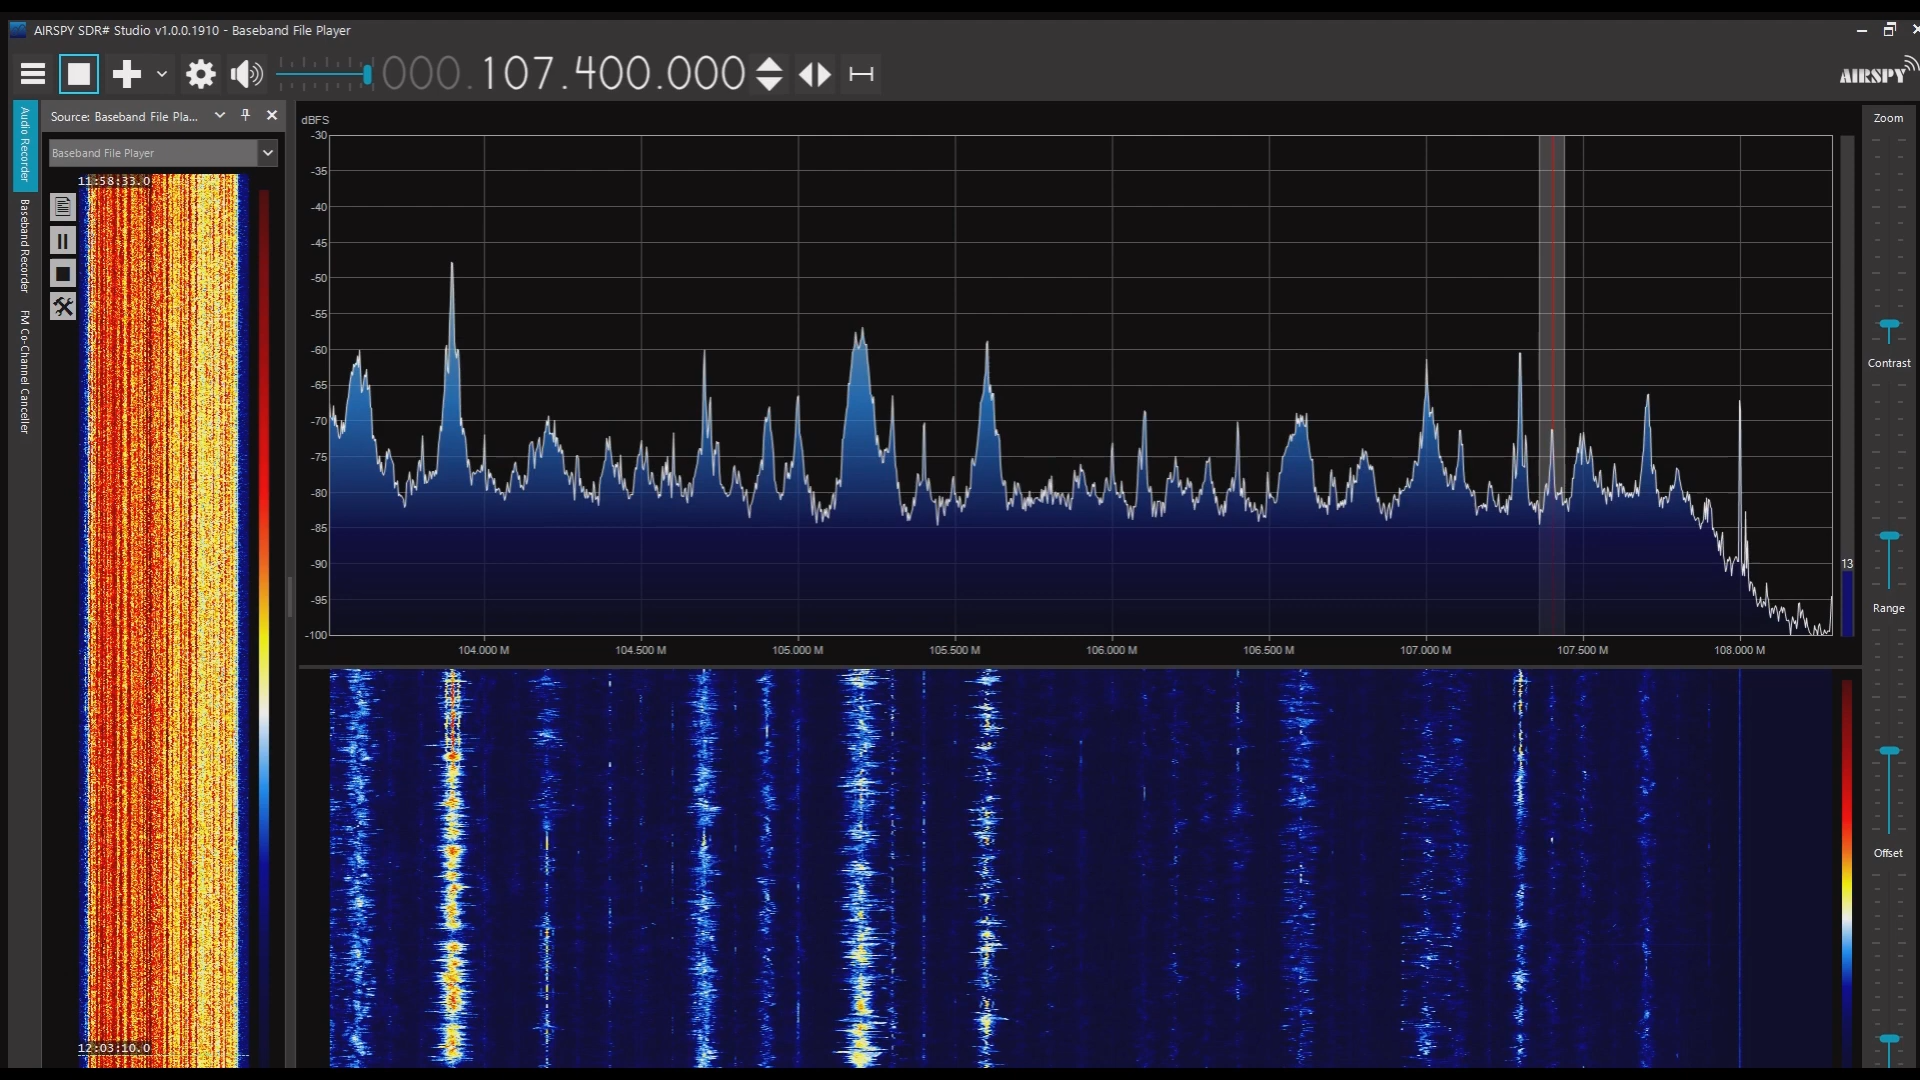 AIRSPY SDR# Studio v1.0.0.1910 - Baseband File Player
000.107.400.000
AIRSPY
Audio Recorder
Baseband Recorder
FM Co-Channel Canceller
Source: Baseband File Pla...
Baseband File Player
11:58:33.0
12:03:10.0
dBFS
-30
-35
-40
-45
-50
-55
-60
-65
-70
-75
-80
-85
-90
-95
-100
104.000 M
104.500 M
105.000 M
105.500 M
106.000 M
106.500 M
107.000 M
107.500 M
108.000 M
13
Zoom
Contrast
Range
Offset